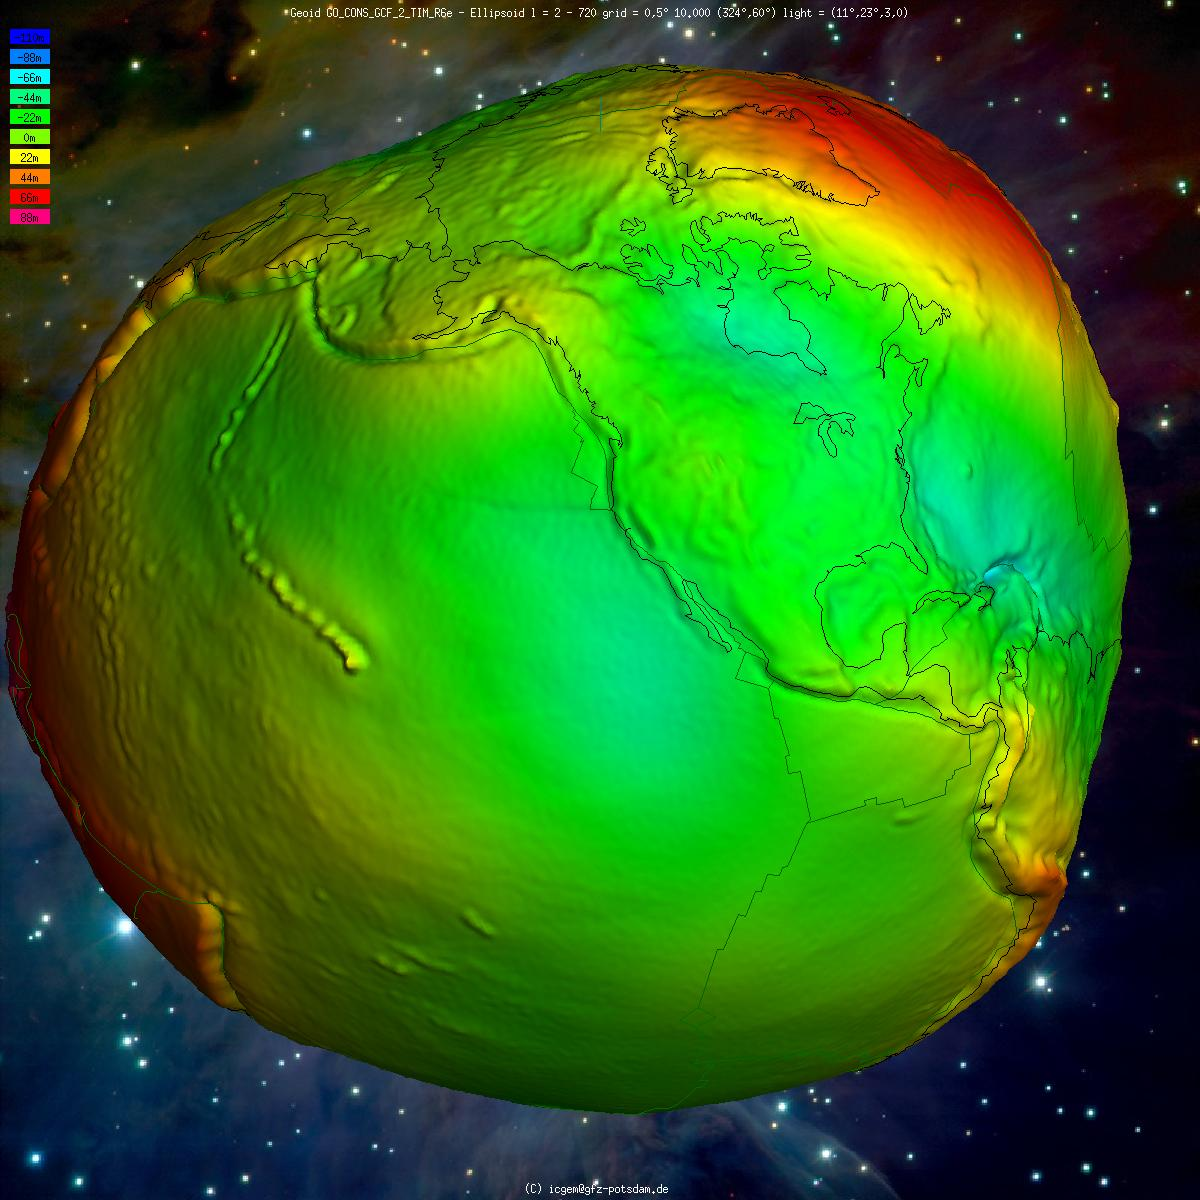 Geoid GO_CONS_GCF_2_TIM_R6e - Ellipsoid l = 2 - 720 grid = 0,5° 10.000 (324°,60°) light = (11°,23°,3,0)
-110m
-88m
-66m
-44m
-22m
0m
22m
44m
66m
88m
(C) icgem@gfz-potsdam.de